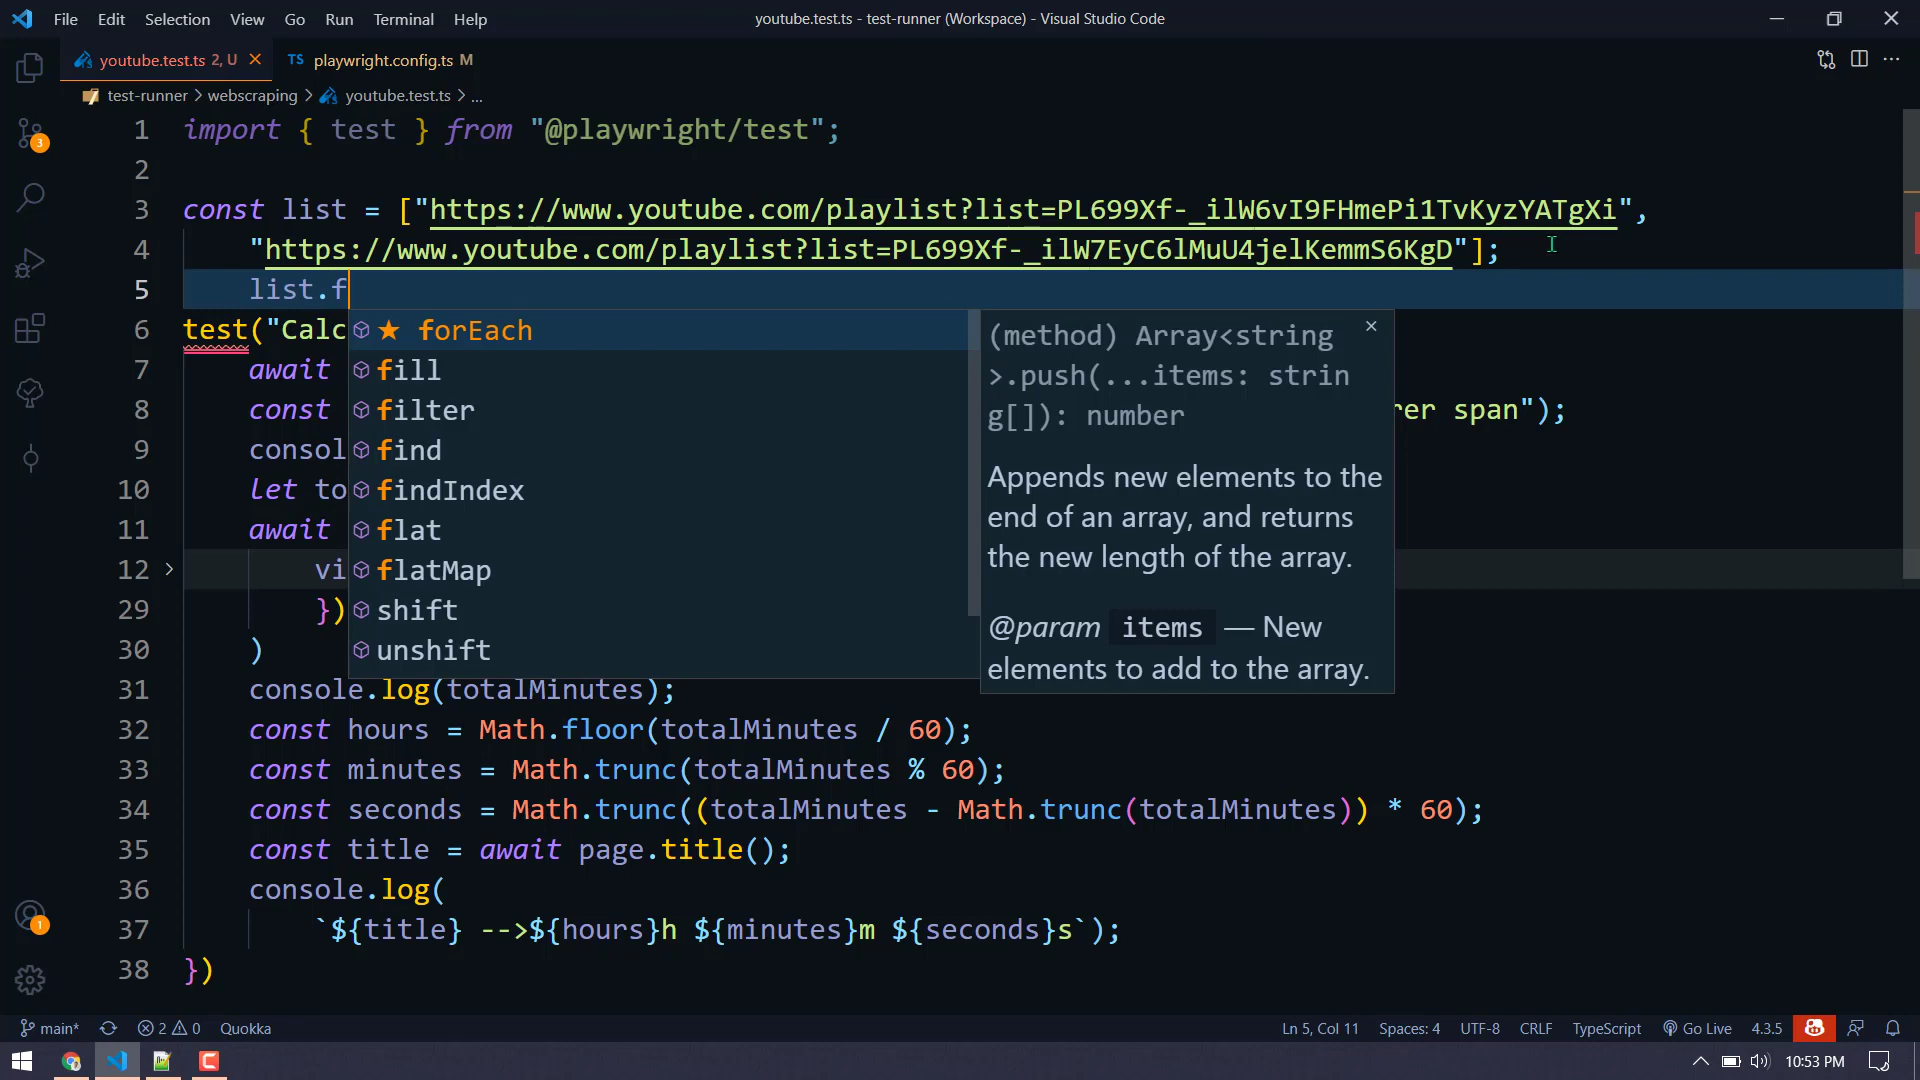 File Edit Selection View Go Run Terminal Help
youtube.test.ts - test-runner (Workspace) - Visual Studio Code
youtube.test.ts 2, U
TS playwright.config.ts M
test-runner > webscraping > youtube.test.ts > ...
1 import { test } from "@playwright/test";
2
3 const list = ["https://www.youtube.com/playlist?list=PL699Xf-_ilW6vI9FHmePi1TvKyzYATgXi",
4 "https://www.youtube.com/playlist?list=PL699Xf-_ilW7EyC6lMuU4jelKemmS6KgD"];
5 list.f
6 test("Calc
7 await
8 const rer span");
9 consol
10 let to
11 await
12 > vi
29 })
30 )
31 console.log(totalMinutes);
32 const hours = Math.floor(totalMinutes / 60);
33 const minutes = Math.trunc(totalMinutes % 60);
34 const seconds = Math.trunc((totalMinutes - Math.trunc(totalMinutes)) * 60);
35 const title = await page.title();
36 console.log(
37 `${title} -->${hours}h ${minutes}m ${seconds}s`);
38 })
★ forEach
fill
filter
find
findIndex
flat
flatMap
shift
unshift
(method) Array<string
>.push(...items: strin
g[]): number
Appends new elements to the
end of an array, and returns
the new length of the array.
@param items — New
elements to add to the array.
3
1
main* 2 0 Quokka
Ln 5, Col 11 Spaces: 4 UTF-8 CRLF TypeScript Go Live 4.3.5
10:53 PM